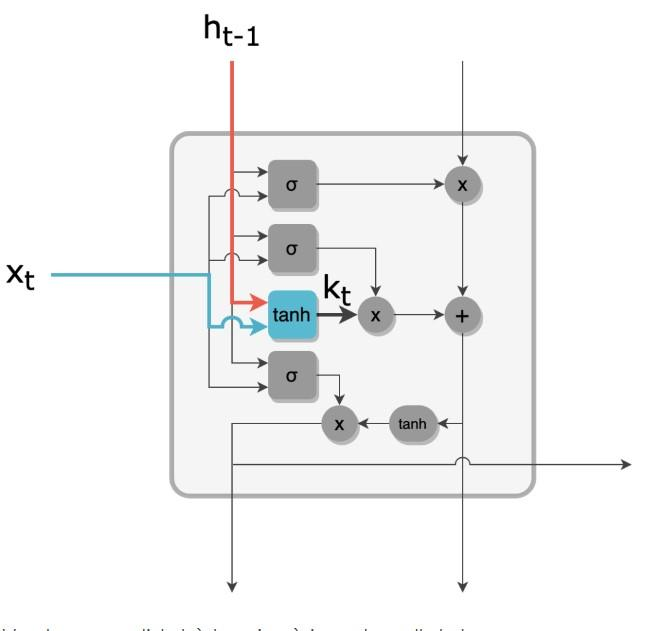 h_{t-1}
x
σ
σ
x_t
k_t
tanh
x
+
σ
x
tanh